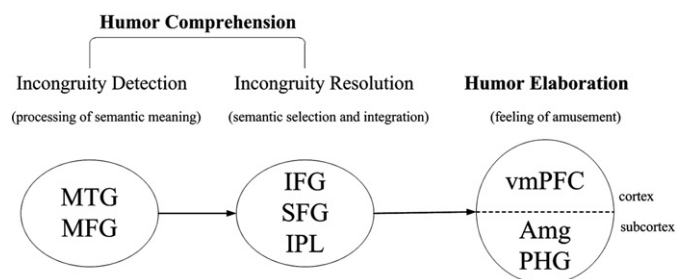 Humor Comprehension
Incongruity Detection
(processing of semantic meaning)
Incongruity Resolution
(semantic selection and integration)
Humor Elaboration
(feeling of amusement)
MTG
MFG
IFG
SFG
IPL
vmPFC
cortex
subcortex
Amg
PHG